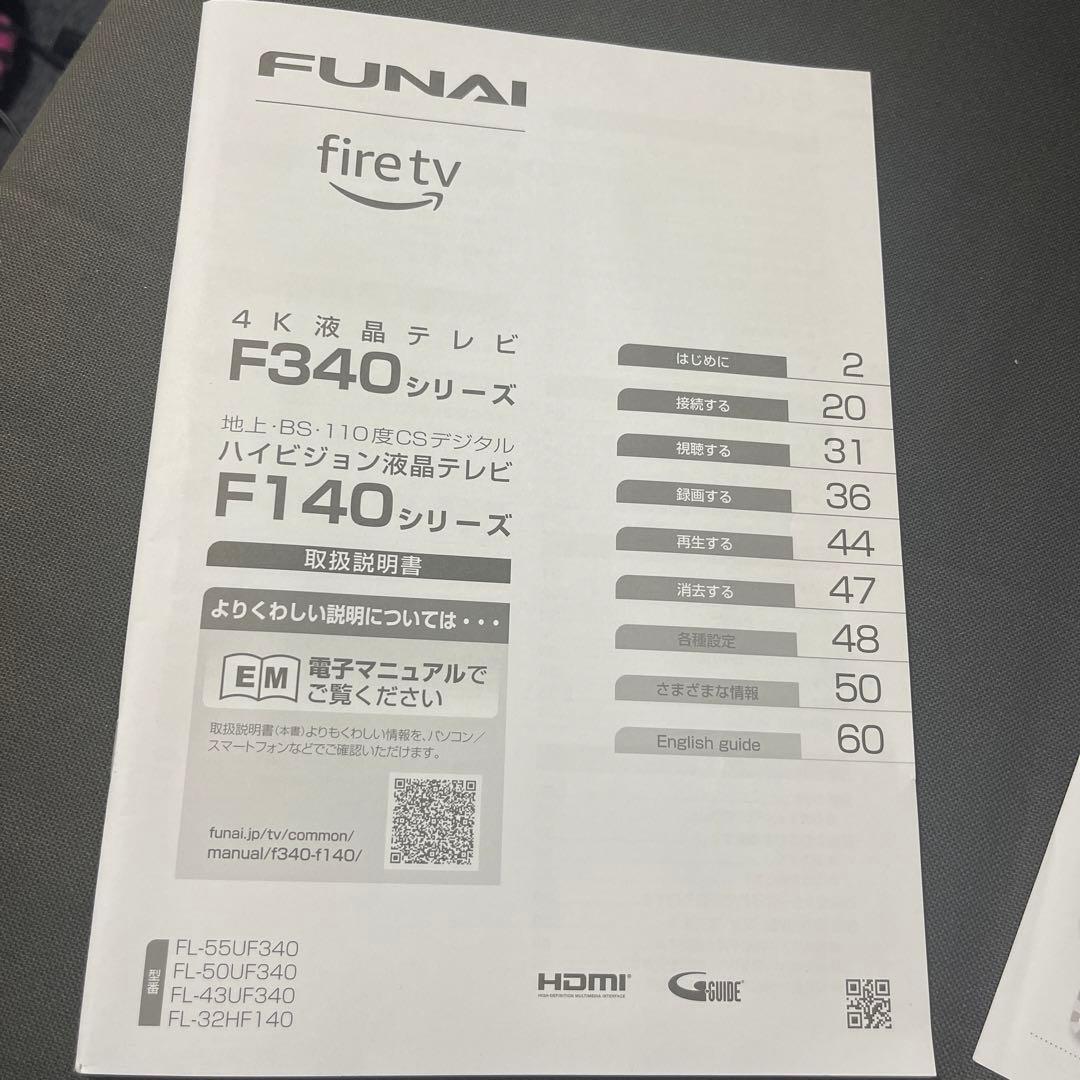 FUNAI
fire tv
4K液晶テレビ
F340シリーズ
地上・BS・110度CSデジタル
ハイビジョン液晶テレビ
F140シリーズ
取扱説明書
よりくわしい説明については・・・
EM
電子マニュアルで
ご覧ください
取扱説明書(本書)よりもくわしい情報を、パソコン／
スマートフォンなどでご確認いただけます。
funai.jp/tv/common/
manual/f340-f140/
はじめに 2
接続する 20
視聴する 31
録画する 36
再生する 44
消去する 47
各種設定 48
さまざまな情報 50
English guide 60
型番
FL-55UF340
FL-50UF340
FL-43UF340
FL-32HF140
HDMI®
HIGH-DEFINITION MULTIMEDIA INTERFACE
G-GUIDE®